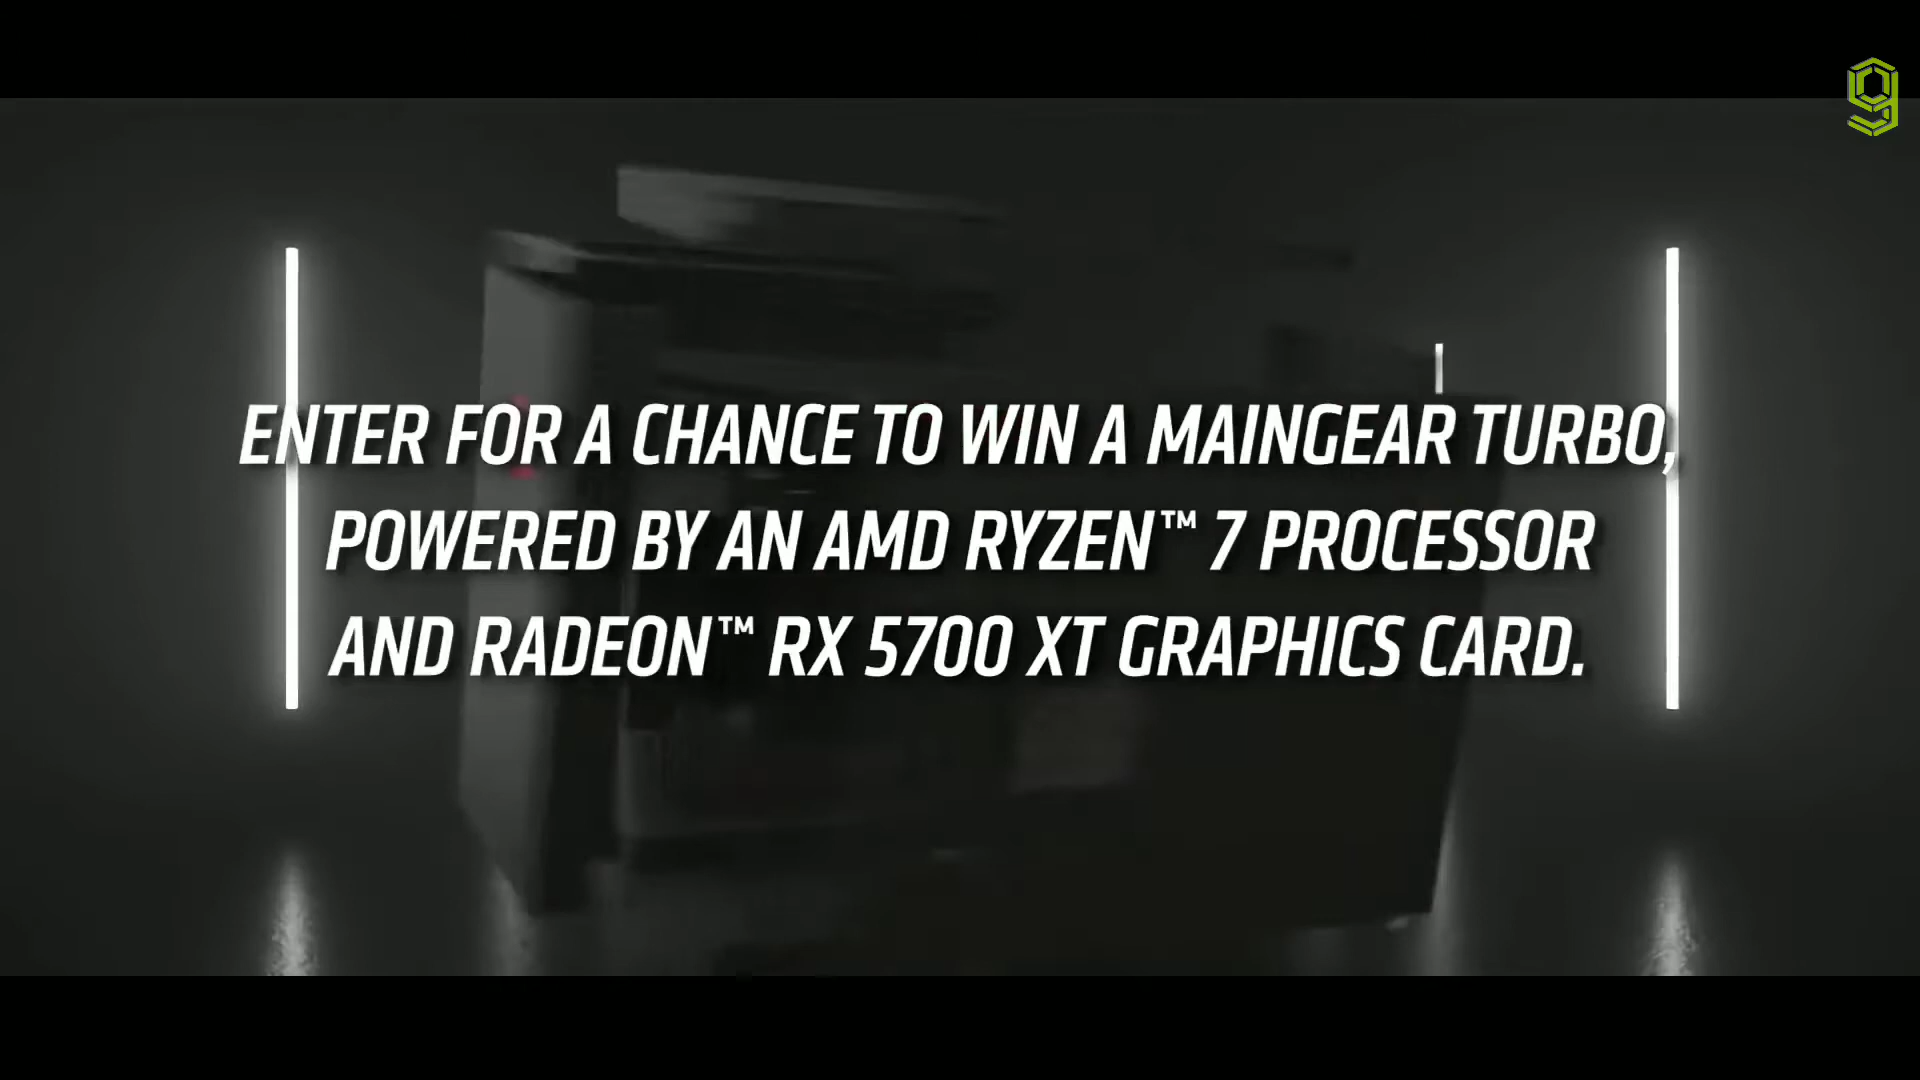 ENTER FOR A CHANCE TO WIN A MAINGEAR TURBO,
POWERED BY AN AMD RYZEN™ 7 PROCESSOR
AND RADEON™ RX 5700 XT GRAPHICS CARD.